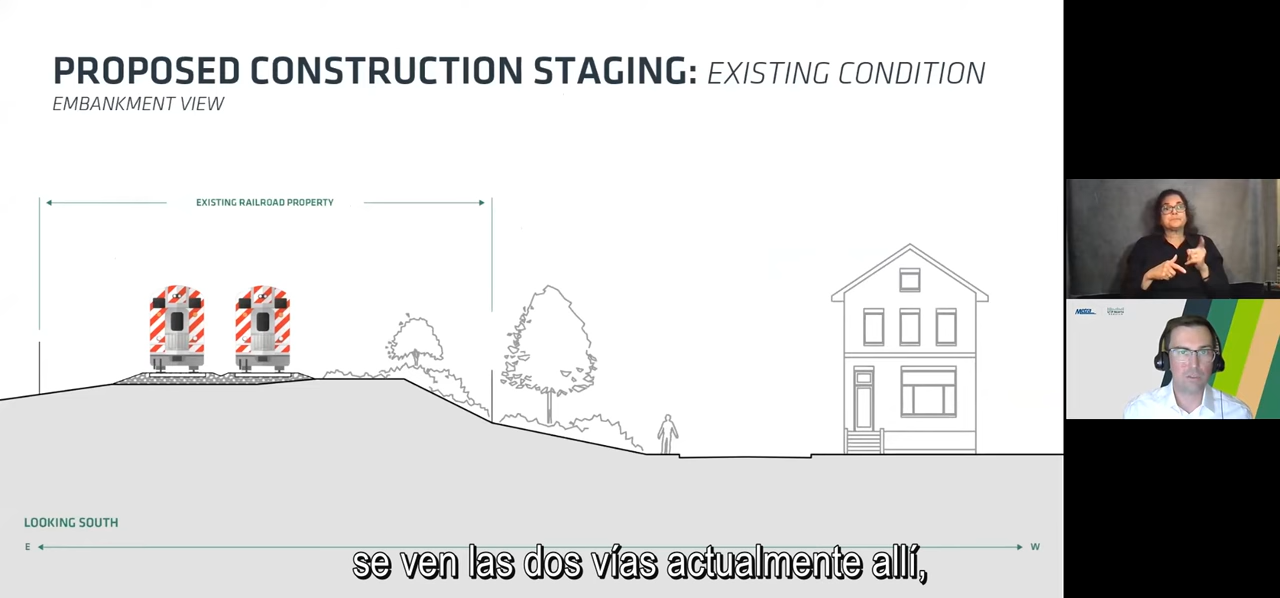 PROPOSED CONSTRUCTION STAGING: EXISTING CONDITION
EMBANKMENT VIEW
EXISTING RAILROAD PROPERTY
Metra
LOOKING SOUTH
E
W
se ven las dos vías actualmente allí,